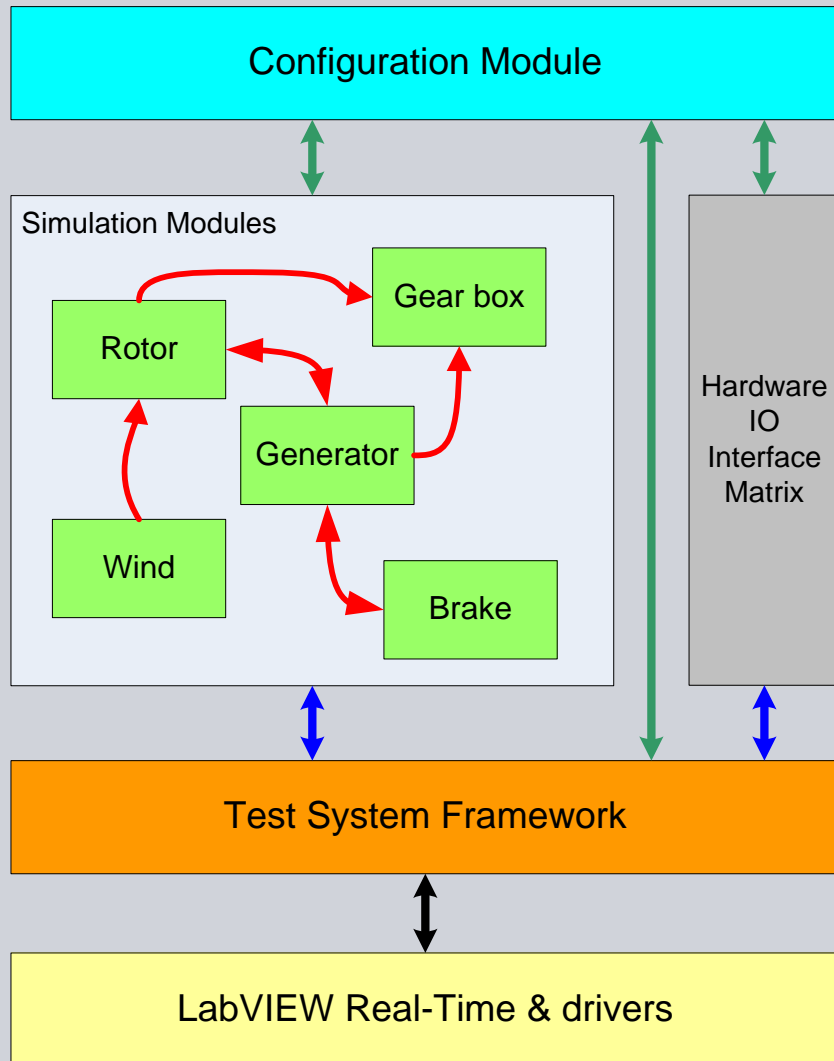 Configuration Module
Simulation Modules
Gear box
Rotor
Generator
Wind
Brake
Hardware
IO
Interface
Matrix
Test System Framework
LabVIEW Real-Time & drivers